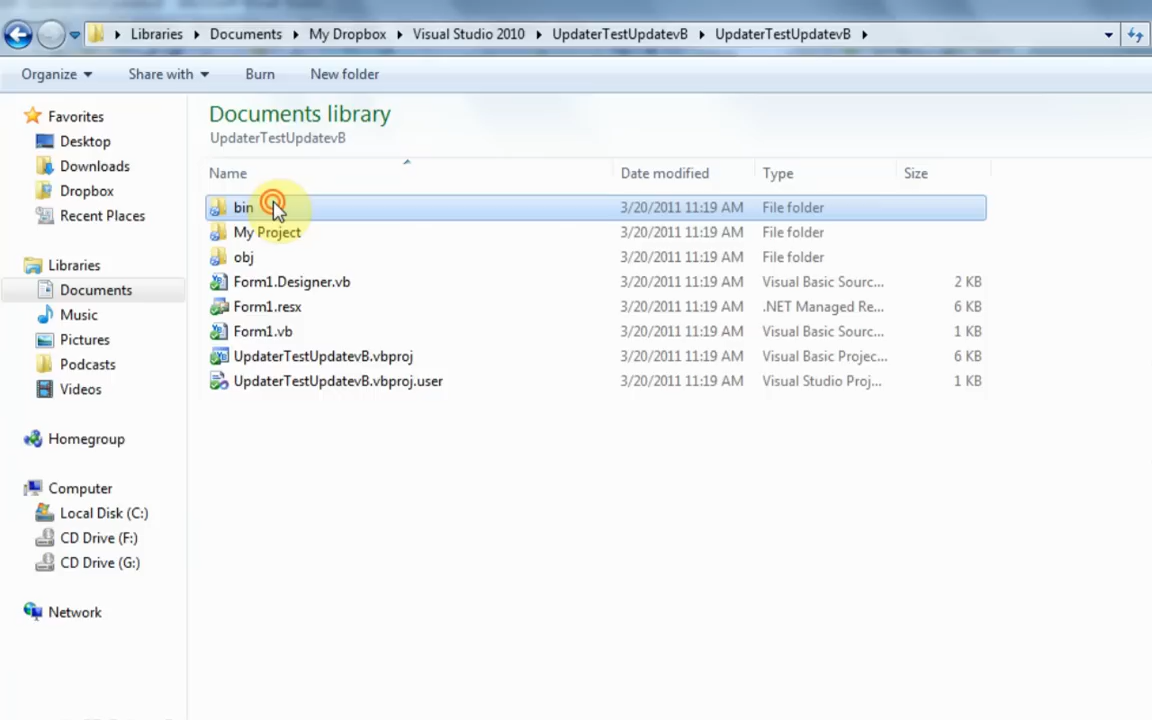 Libraries Documents My Dropbox Visual Studio 2010 UpdaterTestUpdatevB UpdaterTestUpdatevB
Organize Share with Burn New folder
Favorites
Desktop
Downloads
Dropbox
Recent Places
Libraries
Documents
Music
Pictures
Podcasts
Videos
Homegroup
Computer
Local Disk (C:)
CD Drive (F:)
CD Drive (G:)
Network
Documents library
UpdaterTestUpdatevB
Name Date modified Type Size
bin 3/20/2011 11:19 AM File folder
My Project 3/20/2011 11:19 AM File folder
obj 3/20/2011 11:19 AM File folder
Form1.Designer.vb 3/20/2011 11:19 AM Visual Basic Sourc... 2 KB
Form1.resx 3/20/2011 11:19 AM .NET Managed Re... 6 KB
Form1.vb 3/20/2011 11:19 AM Visual Basic Sourc... 1 KB
UpdaterTestUpdatevB.vbproj 3/20/2011 11:19 AM Visual Basic Projec... 6 KB
UpdaterTestUpdatevB.vbproj.user 3/20/2011 11:19 AM Visual Studio Proj... 1 KB